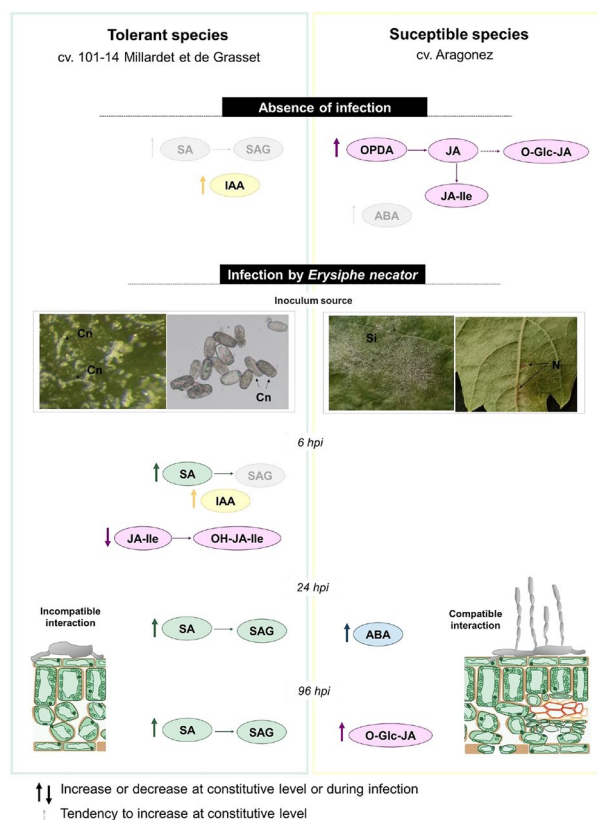 Tolerant species
cv. 101-14 Millardet et de Grasset
Suceptible species
cv. Aragonez
Absence of infection
SA SAG
IAA
OPDA JA O-Glc-JA
JA-Ile
ABA
Infection by Erysiphe necator
Inoculum source
Cn
Cn
Cn
Si
N
6 hpi
SA SAG
IAA
JA-Ile OH-JA-Ile
24 hpi
Incompatible
interaction
SA SAG
ABA
Compatible
interaction
96 hpi
SA SAG
O-Glc-JA
Increase or decrease at constitutive level or during infection
Tendency to increase at constitutive level